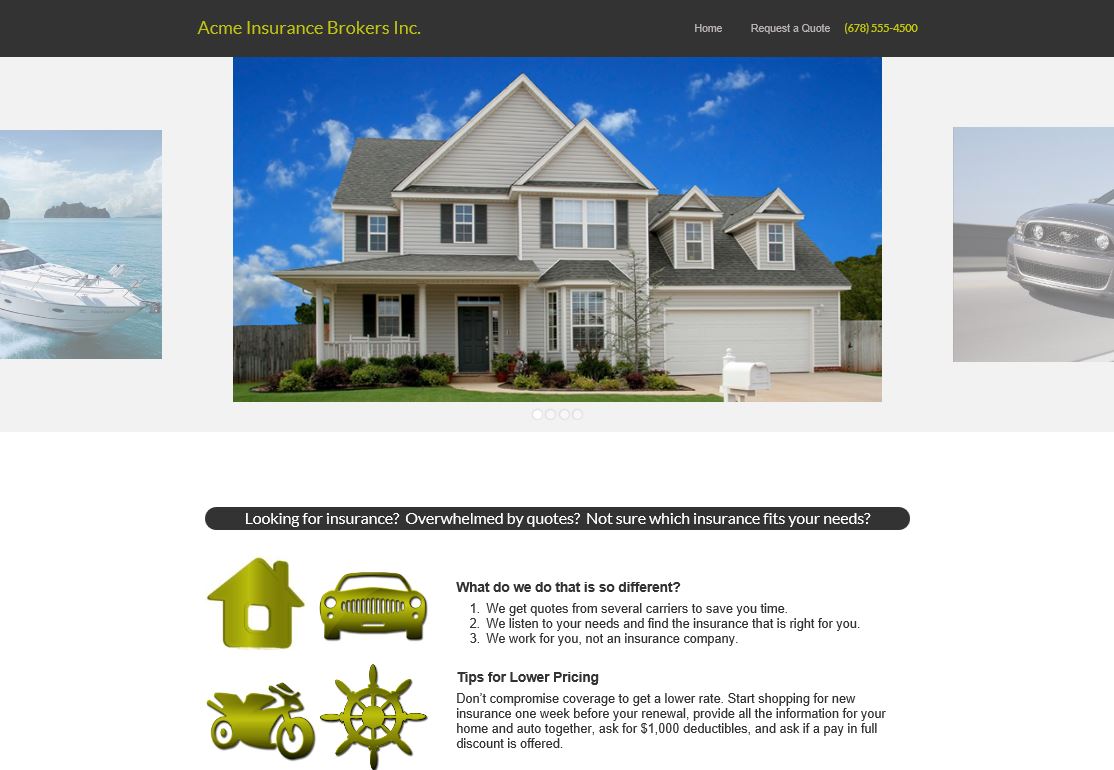 Acme Insurance Brokers Inc.
Home Request a Quote (678) 555-4500
Looking for insurance?  Overwhelmed by quotes?  Not sure which insurance fits your needs?
What do we do that is so different?
1. We get quotes from several carriers to save you time.
2. We listen to your needs and find the insurance that is right for you.
3. We work for you, not an insurance company.
Tips for Lower Pricing
Don’t compromise coverage to get a lower rate. Start shopping for new
insurance one week before your renewal, provide all the information for your
home and auto together, ask for $1,000 deductibles, and ask if a pay in full
discount is offered.